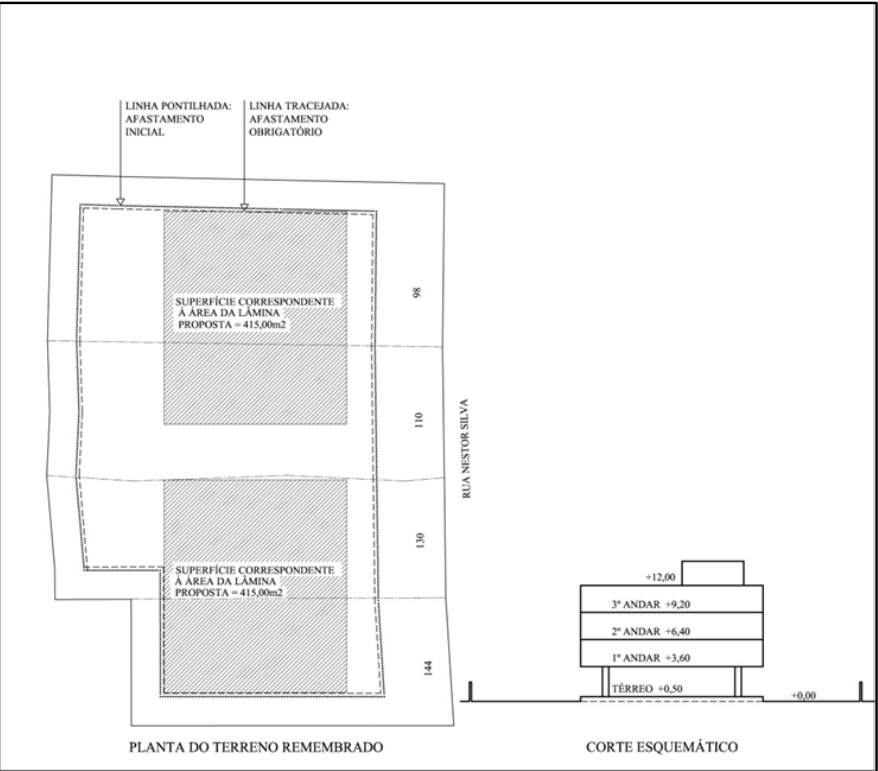 LINHA PONTILHADA:
AFASTAMENTO
INICIAL
LINHA TRACEJADA:
AFASTAMENTO
OBRIGATÓRIO
SUPERFÍCIE CORRESPONDENTE
À ÁREA DA LÂMINA
PROPOSTA = 415,00m2
98
110
RUA NESTOR SILVA
130
SUPERFÍCIE CORRESPONDENTE
À ÁREA DA LÂMINA
PROPOSTA = 415,00m2
144
PLANTA DO TERRENO REMEMBRADO
+12,00
3º ANDAR +9,20
2º ANDAR +6,40
1º ANDAR +3,60
TÉRREO +0,50
+0,00
CORTE ESQUEMÁTICO